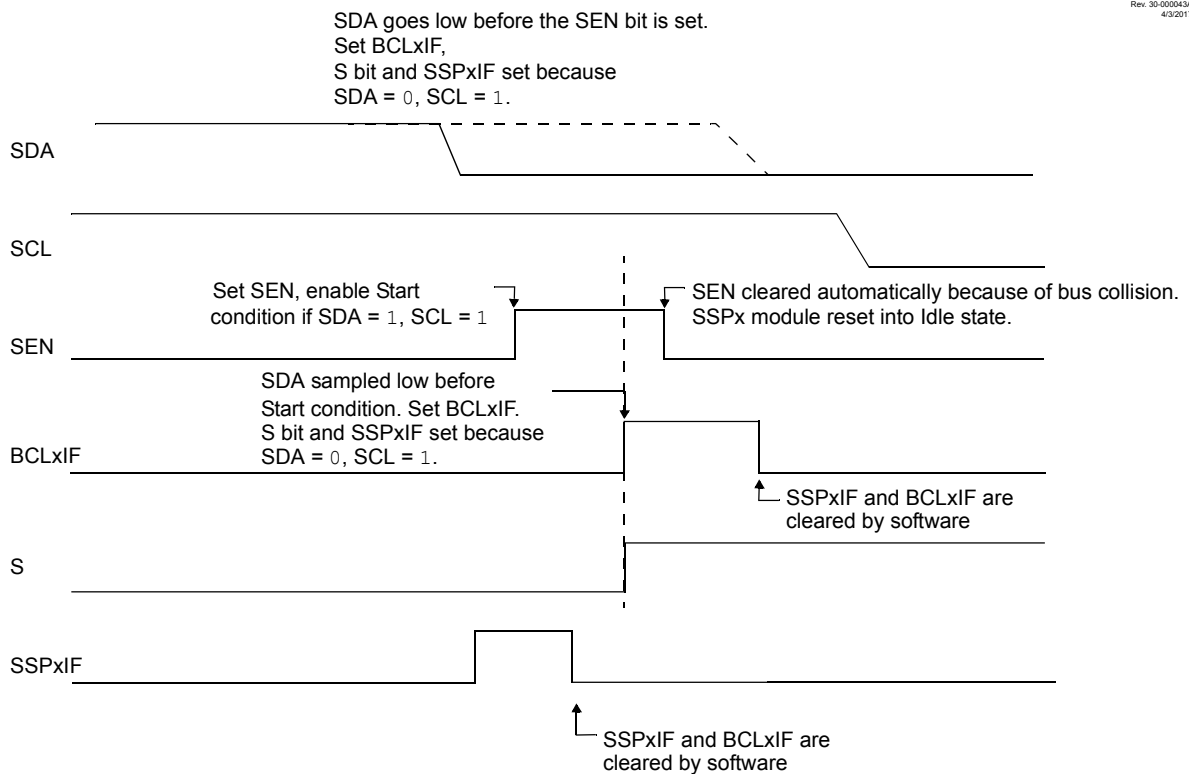 Rev. 30-000043A
4/3/2017
SDA goes low before the SEN bit is set.
Set BCLxIF,
S bit and SSPxIF set because
SDA = 0, SCL = 1.
SDA
SCL
Set SEN, enable Start
condition if SDA = 1, SCL = 1
SEN cleared automatically because of bus collision.
SSPx module reset into Idle state.
SEN
SDA sampled low before
Start condition. Set BCLxIF.
S bit and SSPxIF set because
SDA = 0, SCL = 1.
BCLxIF
SSPxIF and BCLxIF are
cleared by software
S
SSPxIF
SSPxIF and BCLxIF are
cleared by software